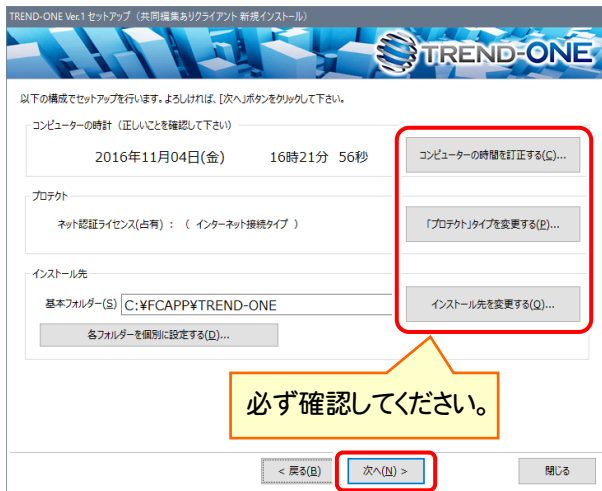 TREND-ONE Ver.1 セットアップ（共同編集ありクライアント 新規インストール）
TREND-ONE
以下の構成でセットアップを行います。よろしければ、[次へ]ボタンをクリックして下さい。
コンピューターの時計（正しいことを確認して下さい）
2016年11月04日(金) 16時21分 56秒
コンピューターの時間を訂正する(C)...
プロテクト
ネット認証ライセンス(占有) : （ インターネット接続タイプ ）
「プロテクト」タイプを変更する(P)...
インストール先
基本フォルダー(S) C:¥FCAPP¥TREND-ONE
インストール先を変更する(Q)...
各フォルダーを個別に設定する(D)...
必ず確認してください。
< 戻る(B) 次へ(N) > 閉じる